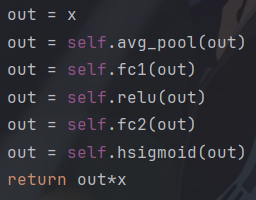 out = x
out = self.avg_pool(out)
out = self.fc1(out)
out = self.relu(out)
out = self.fc2(out)
out = self.hsigmoid(out)
return out*x